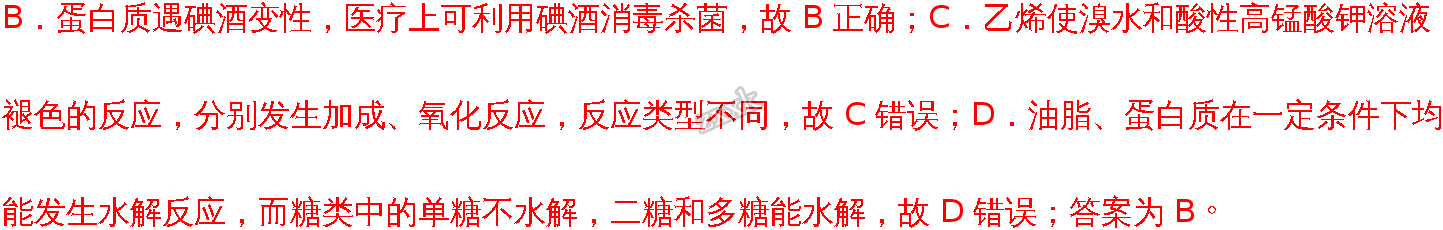 B．蛋白质遇碘酒变性，医疗上可利用碘酒消毒杀菌，故 B 正确；C．乙烯使溴水和酸性高锰酸钾溶液
褪色的反应，分别发生加成、氧化反应，反应类型不同，故 C 错误；D．油脂、蛋白质在一定条件下均
能发生水解反应，而糖类中的单糖不水解，二糖和多糖能水解，故 D 错误；答案为 B。